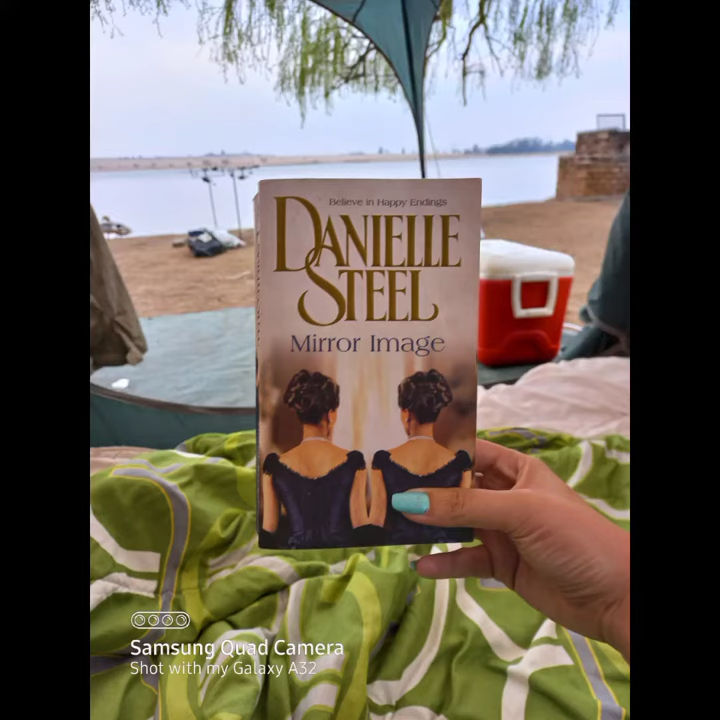 Believe in Happy Endings
DANIELLE
STEEL
Mirror Image
Samsung Quad Camera
Shot with my Galaxy A32